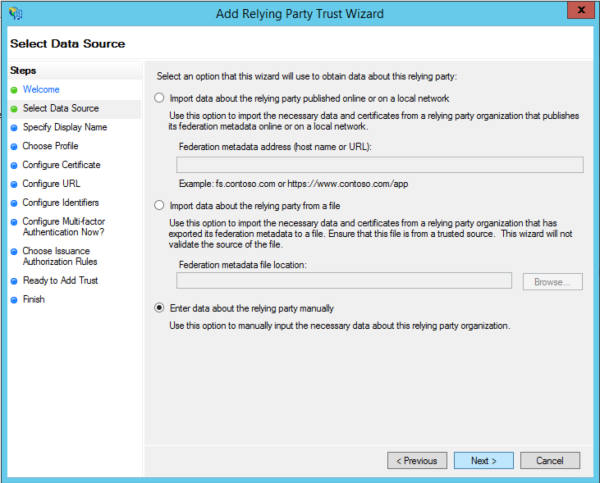 Add Relying Party Trust Wizard
x
Select Data Source
Steps
Welcome
Select Data Source
Specify Display Name
Choose Profile
Configure Certificate
Configure URL
Configure Identifiers
Configure Multi-factor
Authentication Now?
Choose Issuance
Authorization Rules
Ready to Add Trust
Finish
Select an option that this wizard will use to obtain data about this relying party:
Import data about the relying party published online or on a local network
Use this option to import the necessary data and certificates from a relying party organization that publishes
its federation metadata online or on a local network.
Federation metadata address (host name or URL):
Example: fs.contoso.com or https://www.contoso.com/app
Import data about the relying party from a file
Use this option to import the necessary data and certificates from a relying party organization that has
exported its federation metadata to a file. Ensure that this file is from a trusted source.  This wizard will not
validate the source of the file.
Federation metadata file location:
Browse...
Enter data about the relying party manually
Use this option to manually input the necessary data about this relying party organization.
< Previous
Next >
Cancel